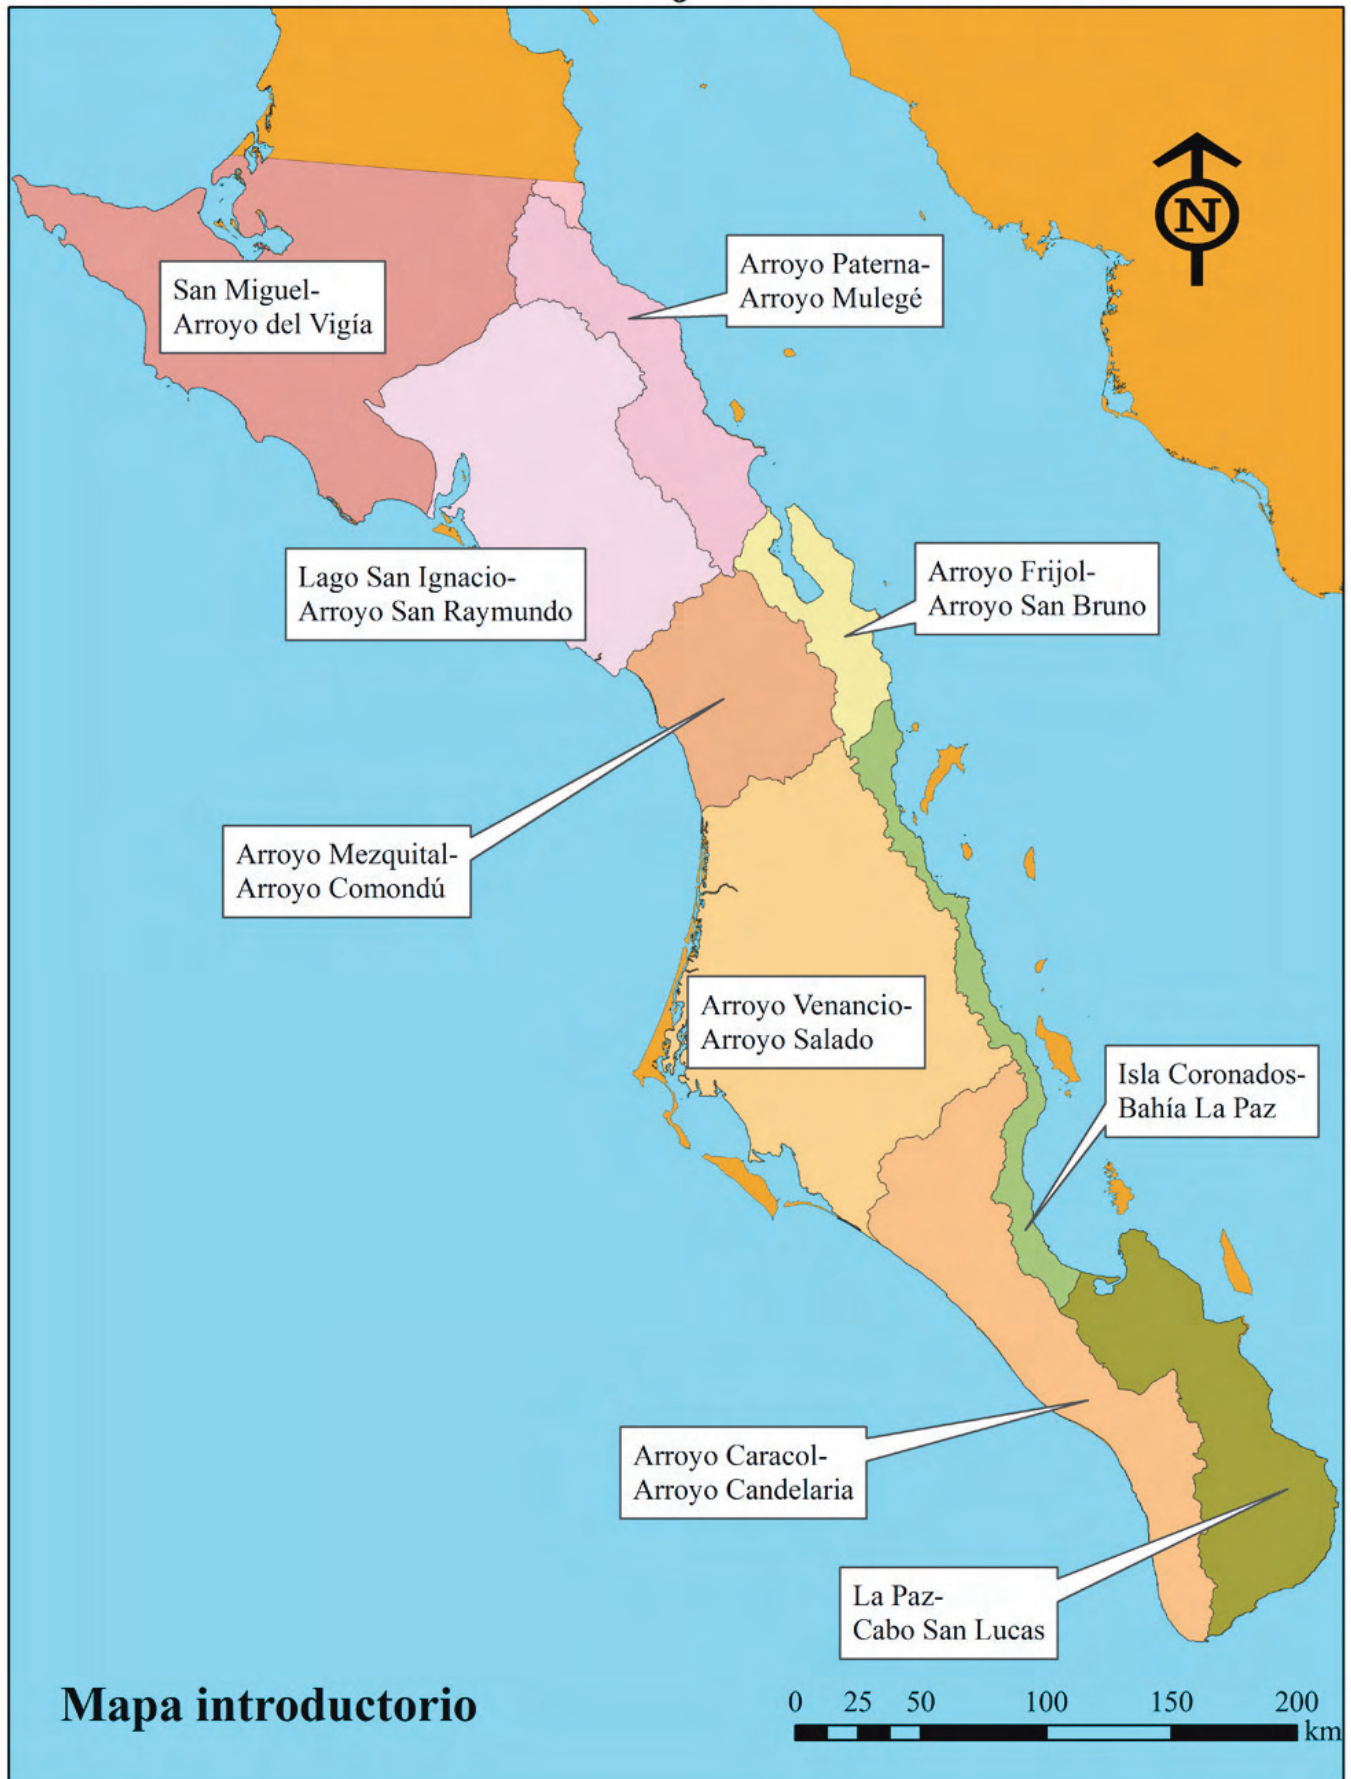 N
Arroyo Paterna-
Arroyo Mulegé
San Miguel-
Arroyo del Vigía
Arroyo Frijol-
Arroyo San Bruno
Lago San Ignacio-
Arroyo San Raymundo
Arroyo Mezquital-
Arroyo Comondú
Arroyo Venancio-
Arroyo Salado
Isla Coronados-
Bahía La Paz
Arroyo Caracol-
Arroyo Candelaria
La Paz-
Cabo San Lucas
Mapa introductorio
0 25 50 100 150 200
km